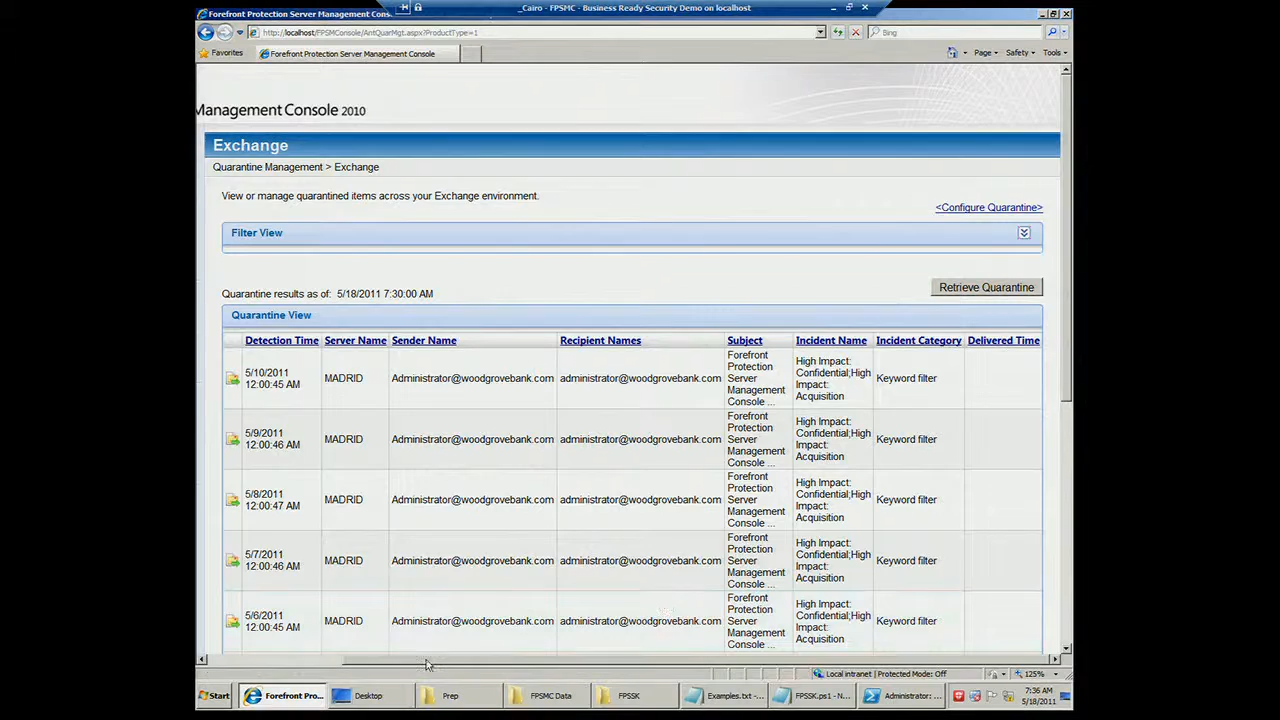 _Cairo - FPSMC - Business Ready Security Demo on localhost
Forefront Protection Server Management Cons
http://localhost/FPSMConsole/AntQuarMgt.aspx?ProductType=1
Bing
Favorites
Forefront Protection Server Management Console
Page
Safety
Tools
Management Console 2010
Exchange
Quarantine Management > Exchange
View or manage quarantined items across your Exchange environment.
<Configure Quarantine>
Filter View
Quarantine results as of: 5/18/2011 7:30:00 AM
Retrieve Quarantine
Quarantine View
Detection Time Server Name Sender Name Recipient Names Subject Incident Name Incident Category Delivered Time
5/10/2011
12:00:45 AM
MADRID
Administrator@woodgrovebank.com
administrator@woodgrovebank.com
Forefront
Protection
Server
Management
Console ...
High Impact:
Confidential;High
Impact:
Acquisition
Keyword filter
5/9/2011
12:00:46 AM
MADRID
Administrator@woodgrovebank.com
administrator@woodgrovebank.com
Forefront
Protection
Server
Management
Console ...
High Impact:
Confidential;High
Impact:
Acquisition
Keyword filter
5/8/2011
12:00:47 AM
MADRID
Administrator@woodgrovebank.com
administrator@woodgrovebank.com
Forefront
Protection
Server
Management
Console ...
High Impact:
Confidential;High
Impact:
Acquisition
Keyword filter
5/7/2011
12:00:46 AM
MADRID
Administrator@woodgrovebank.com
administrator@woodgrovebank.com
Forefront
Protection
Server
Management
Console ...
High Impact:
Confidential;High
Impact:
Acquisition
Keyword filter
5/6/2011
12:00:45 AM
MADRID
Administrator@woodgrovebank.com
administrator@woodgrovebank.com
Forefront
Protection
Server
Management
Console ...
High Impact:
Confidential;High
Impact:
Acquisition
Keyword filter
Local intranet | Protected Mode: Off
125%
Start
Forefront Pro...
Desktop
Prep
FPSMC Data
FPSSK
Examples.txt -...
FPSSK.ps1 - N...
Administrator: ...
7:36 AM
5/18/2011